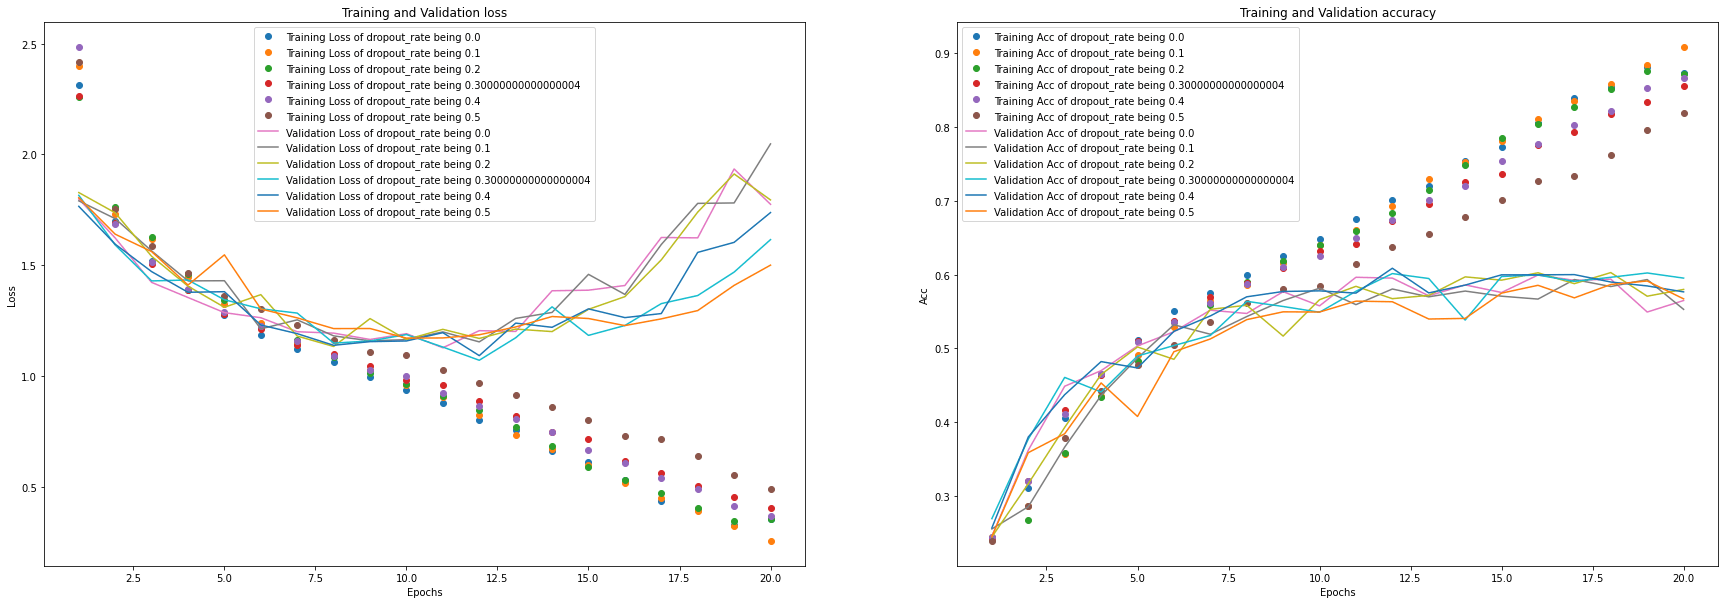 Training and Validation loss
Loss
2.5
2.0
1.5
1.0
0.5
Training Loss of dropout_rate being 0.0
Training Loss of dropout_rate being 0.1
Training Loss of dropout_rate being 0.2
Training Loss of dropout_rate being 0.30000000000000004
Training Loss of dropout_rate being 0.4
Training Loss of dropout_rate being 0.5
Validation Loss of dropout_rate being 0.0
Validation Loss of dropout_rate being 0.1
Validation Loss of dropout_rate being 0.2
Validation Loss of dropout_rate being 0.30000000000000004
Validation Loss of dropout_rate being 0.4
Validation Loss of dropout_rate being 0.5
2.5 5.0 7.5 10.0 12.5 15.0 17.5 20.0
Epochs
Training and Validation accuracy
Acc
0.9
0.8
0.7
0.6
0.5
0.4
0.3
Training Acc of dropout_rate being 0.0
Training Acc of dropout_rate being 0.1
Training Acc of dropout_rate being 0.2
Training Acc of dropout_rate being 0.30000000000000004
Training Acc of dropout_rate being 0.4
Training Acc of dropout_rate being 0.5
Validation Acc of dropout_rate being 0.0
Validation Acc of dropout_rate being 0.1
Validation Acc of dropout_rate being 0.2
Validation Acc of dropout_rate being 0.30000000000000004
Validation Acc of dropout_rate being 0.4
Validation Acc of dropout_rate being 0.5
2.5 5.0 7.5 10.0 12.5 15.0 17.5 20.0
Epochs